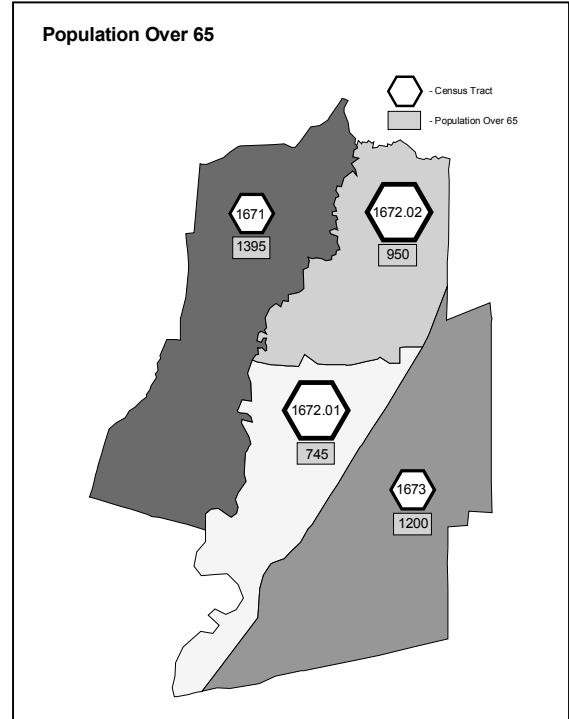 Population Over 65
- Census Tract
- Population Over 65
1671
1395
1672.02
950
1672.01
745
1673
1200